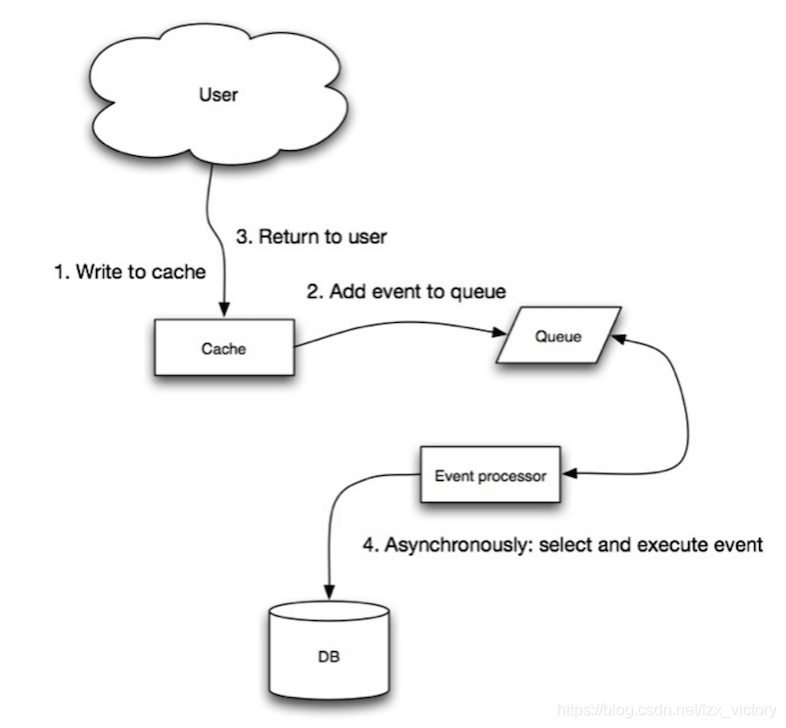 User
3. Return to user
1. Write to cache
2. Add event to queue
Queue
Cache
Event processor
4. Asynchronously: select and execute event
DB
https://blog.csdn.net/lzx_victory